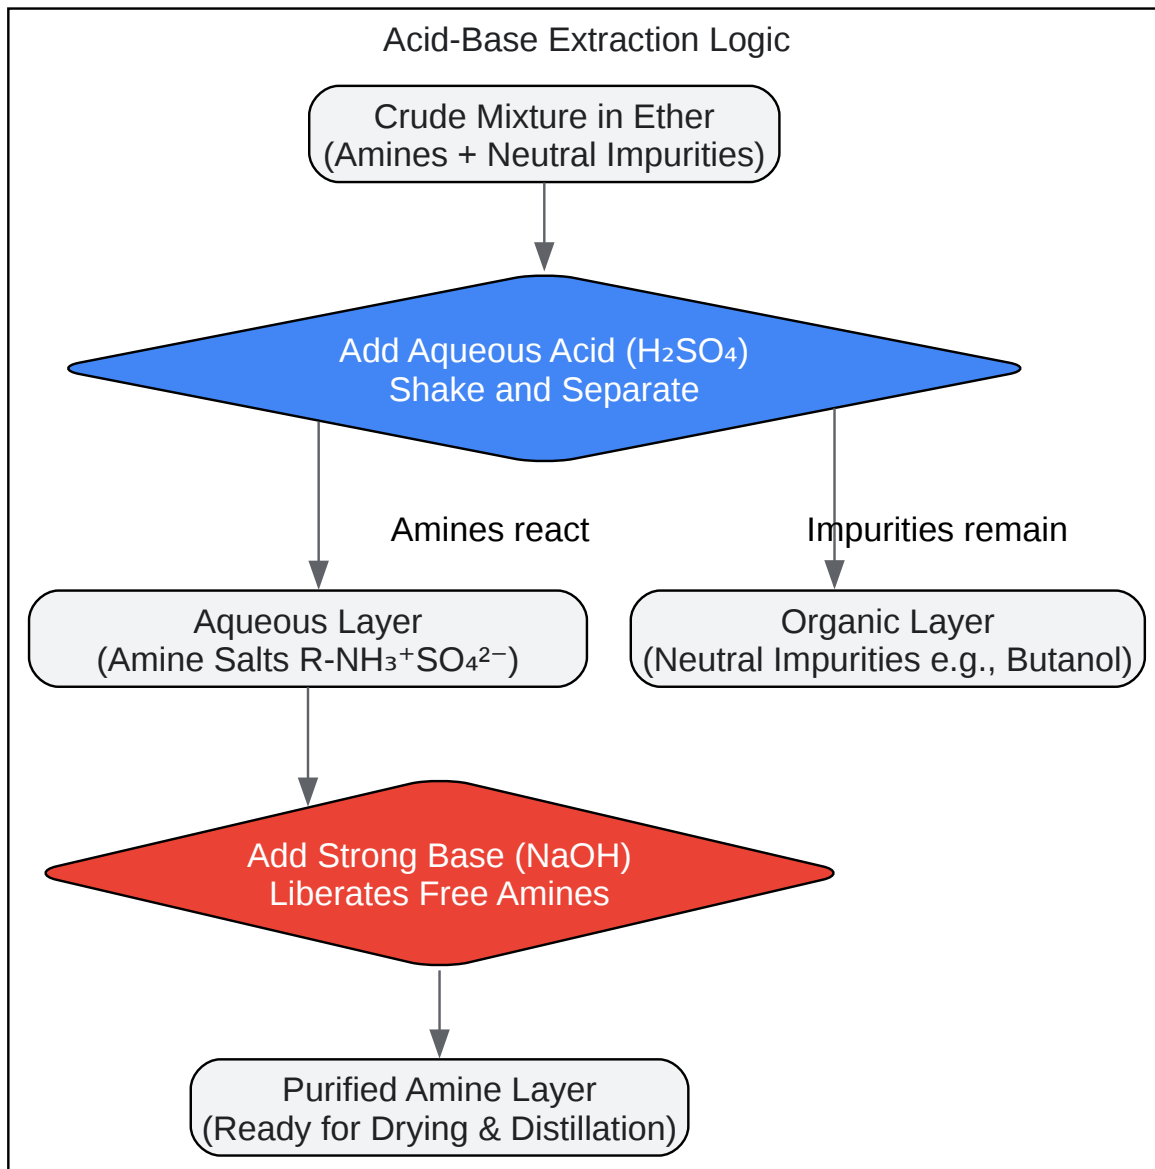 Acid-Base Extraction Logic
Crude Mixture in Ether
(Amines + Neutral Impurities)
Add Aqueous Acid (H₂SO₄)
Shake and Separate
Amines react
Impurities remain
Aqueous Layer
(Amine Salts R-NH₃⁺SO₄²⁻)
Organic Layer
(Neutral Impurities e.g., Butanol)
Add Strong Base (NaOH)
Liberates Free Amines
Purified Amine Layer
(Ready for Drying & Distillation)